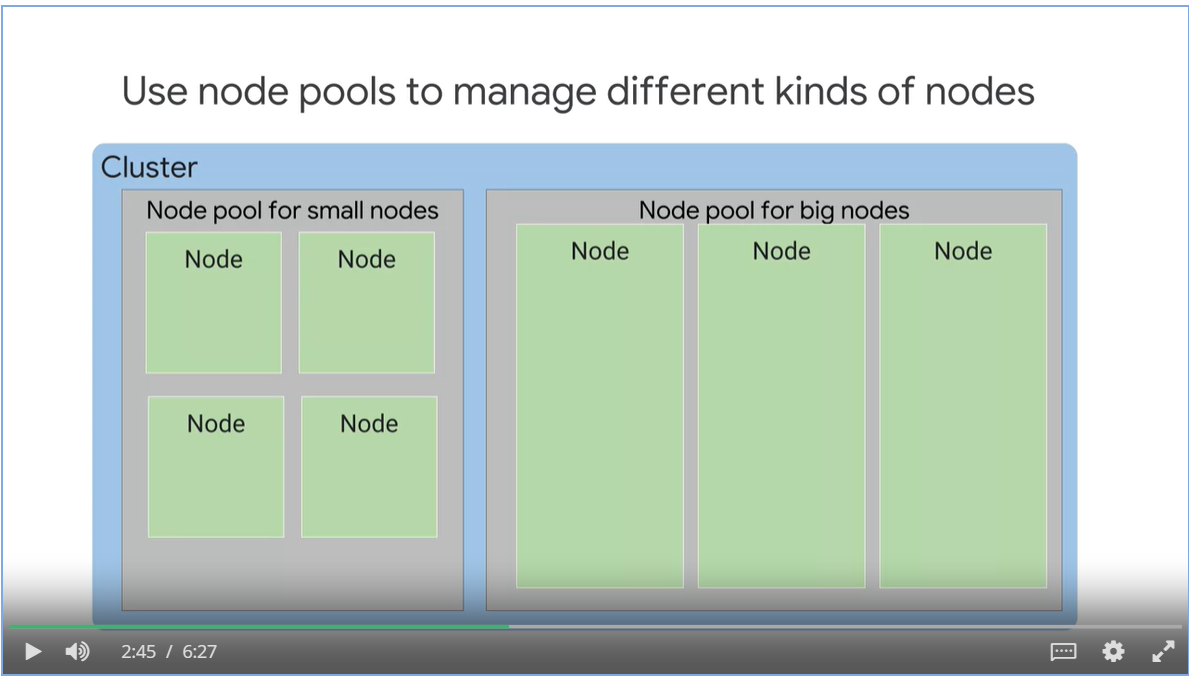 Use node pools to manage different kinds of nodes
Cluster
Node pool for small nodes
Node
Node
Node
Node
Node pool for big nodes
Node
Node
Node
2:45 / 6:27